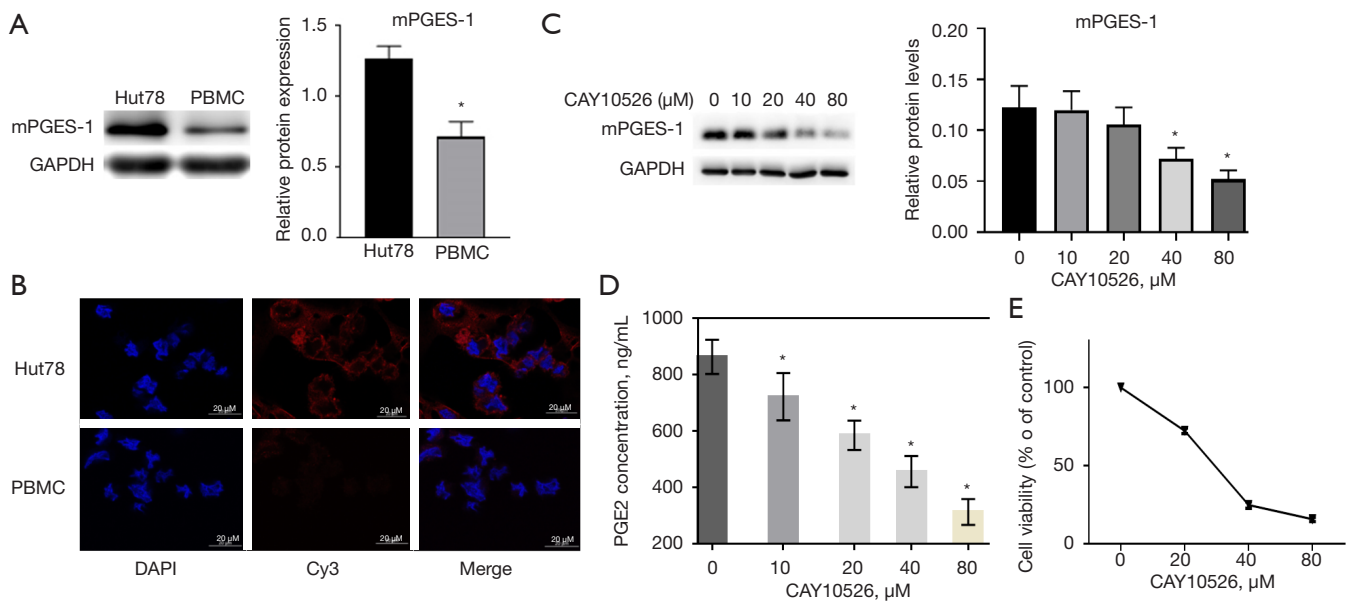 A
mPGES-1
Hut78 PBMC
mPGES-1
GAPDH
Relative protein expression
1.5
1.0
0.5
0.0
Hut78 PBMC
*
C
CAY10526 (μM) 0 10 20 40 80
mPGES-1
GAPDH
mPGES-1
Relative protein levels
0.20
0.15
0.10
0.05
0.00
* *
0 10 20 40 80
CAY10526, μM
B
Hut78
20 μM 20 μM 20 μM
PBMC
20 μM 20 μM 20 μM
DAPI Cy3 Merge
D
PGE2 concentration, ng/mL
1000
800
600
400
200
* * * *
0 10 20 40 80
CAY10526, μM
E
Cell viability (% o of control)
100
50
0
0 20 40 80
CAY10526, μM